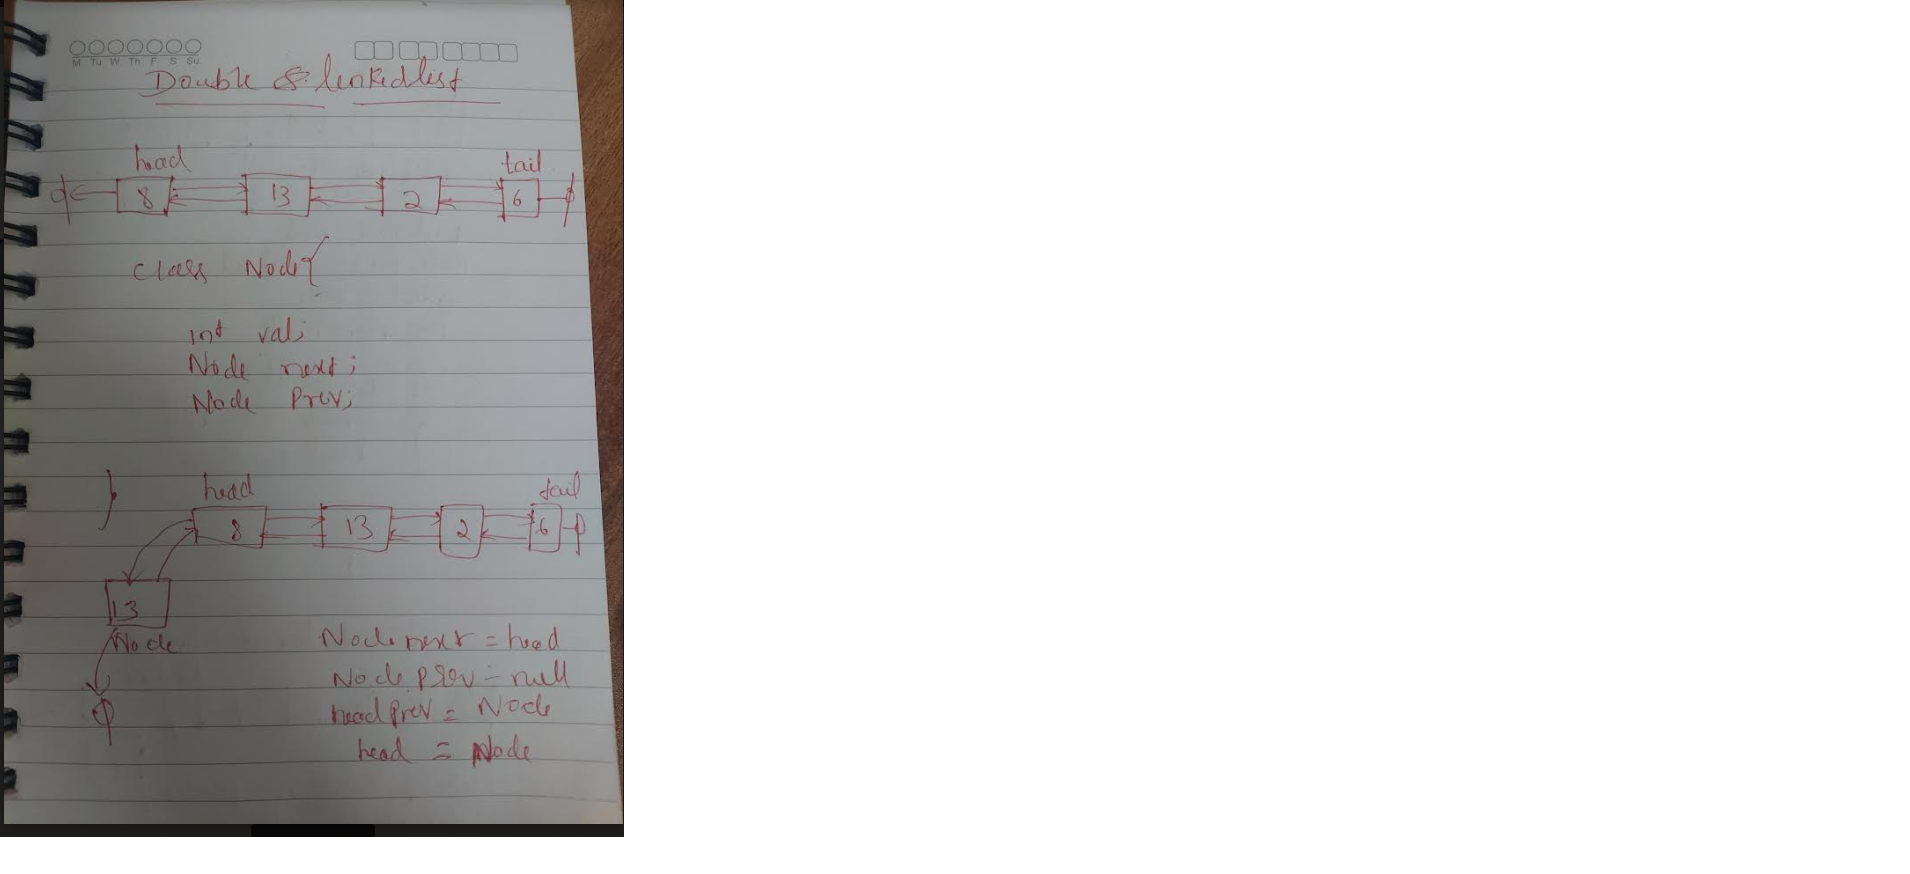 M Tu W Th F S Su
Double & linkedlist
head tail
φ 8 13 2 6 φ
class Node{
int val;
Node next;
Node Prev;
}
head tail
8 13 2 6 φ
13
Node
Node next = head
Node prev = null
head prev = Node
φ
head = Node